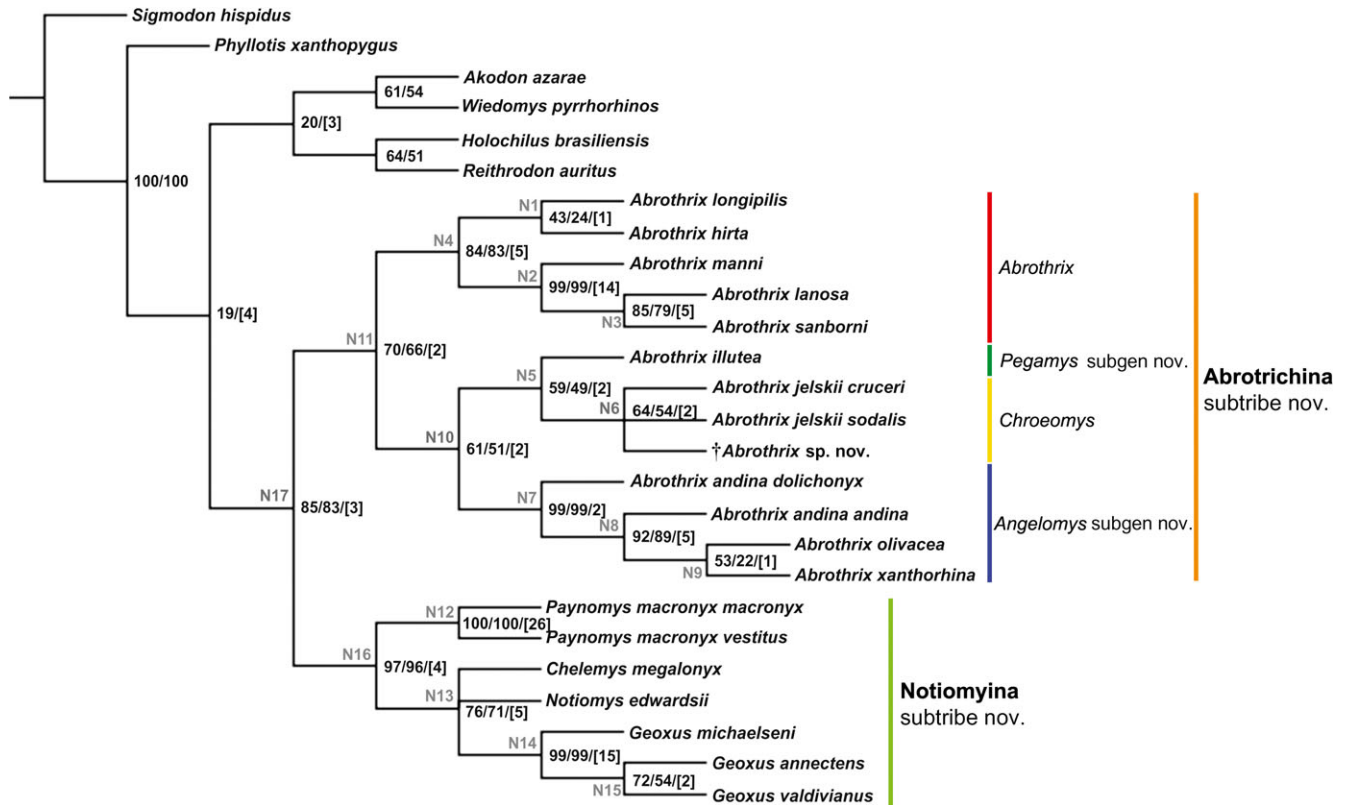 Sigmodon hispidus
Phyllotis xanthopygus
Akodon azarae
61/54
Wiedomys pyrrhorhinos
20/[3]
Holochilus brasiliensis
64/51
Reithrodon auritus
100/100
19/[4]
Abrothrix longipilis
N1
43/24/[1]
Abrothrix hirta
N4
84/83/[5]
Abrothrix manni
N2
99/99/[14]
Abrothrix lanosa
85/79/[5]
N3
Abrothrix sanborni
N11
70/66/[2]
Abrothrix illutea
N5
59/49/[2]
Abrothrix jelskii cruceri
N6
64/54/[2]
Abrothrix jelskii sodalis
†Abrothrix sp. nov.
N10
61/51/[2]
Abrothrix andina dolichonyx
N7
99/99/2]
Abrothrix andina andina
N8
92/89/[5]
Abrothrix olivacea
53/22/[1]
N9
Abrothrix xanthorhina
N17
85/83/[3]
Paynomys macronyx macronyx
N12
100/100/[26]
Paynomys macronyx vestitus
N16
97/96/[4]
Chelemys megalonyx
N13
76/71/[5]
Notiomys edwardsii
Geoxus michaelseni
N14
99/99/[15]
Geoxus annectens
72/54/[2]
N15
Geoxus valdivianus
Abrothrix
Pegamys subgen nov.
Chroeomys
Angelomys subgen nov.
Abrotrichina
subtribe nov.
Notiomyina
subtribe nov.